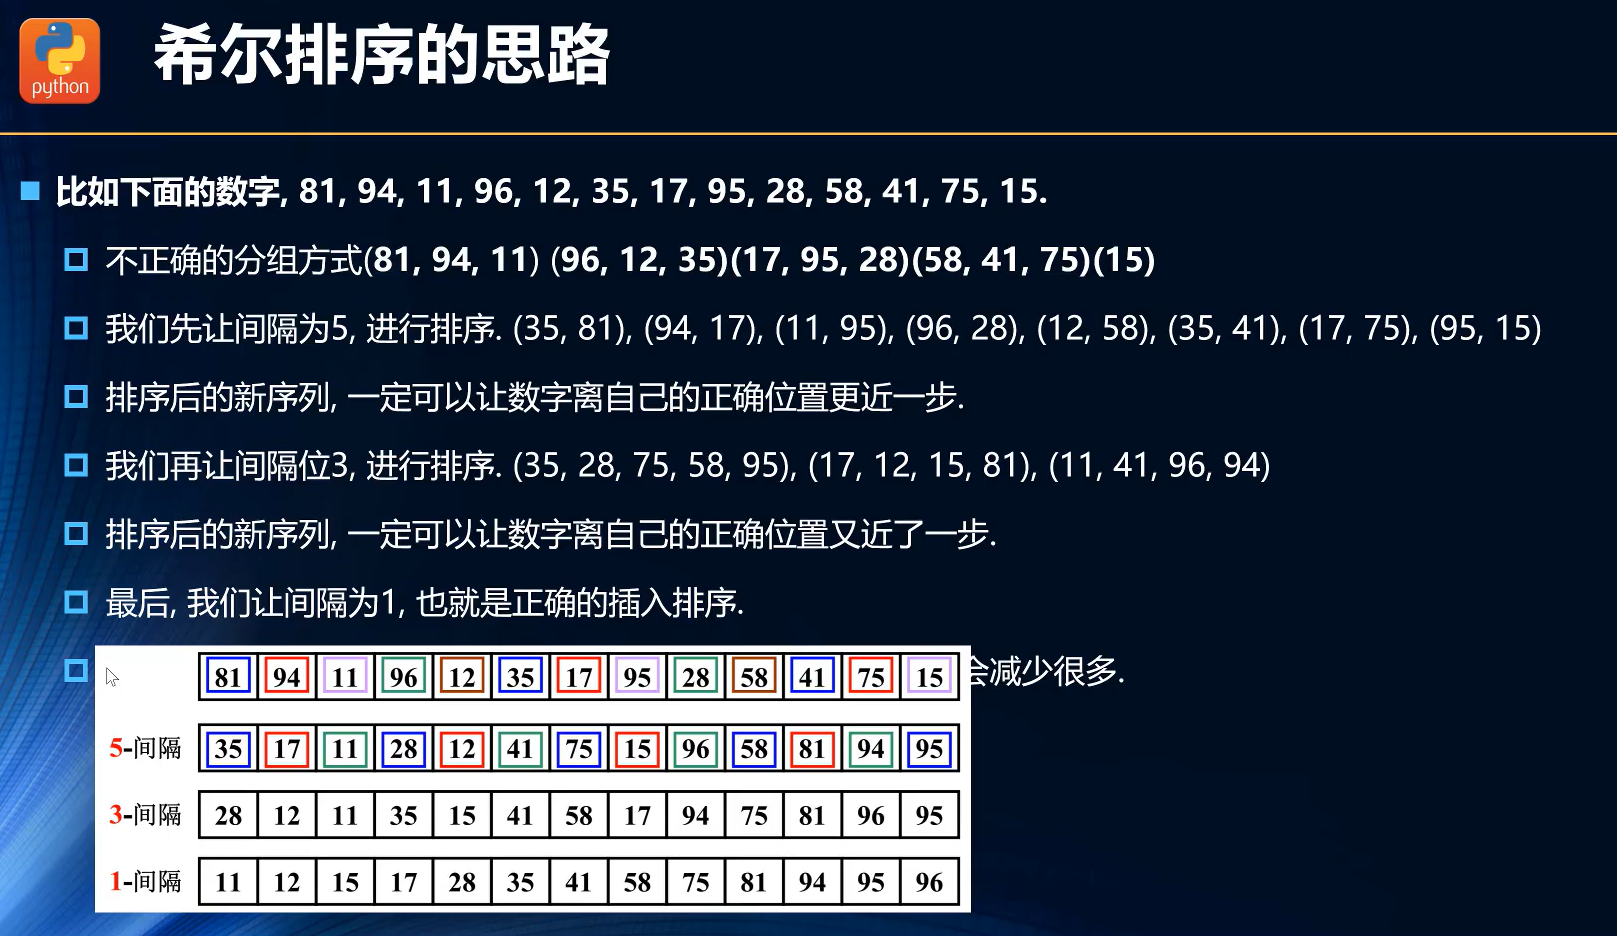 python
希尔排序的思路
比如下面的数字, 81, 94, 11, 96, 12, 35, 17, 95, 28, 58, 41, 75, 15.
不正确的分组方式(81, 94, 11) (96, 12, 35)(17, 95, 28)(58, 41, 75)(15)
我们先让间隔为5, 进行排序. (35, 81), (94, 17), (11, 95), (96, 28), (12, 58), (35, 41), (17, 75), (95, 15)
排序后的新序列, 一定可以让数字离自己的正确位置更近一步.
我们再让间隔位3, 进行排序. (35, 28, 75, 58, 95), (17, 12, 15, 81), (11, 41, 96, 94)
排序后的新序列, 一定可以让数字离自己的正确位置又近了一步.
最后, 我们让间隔为1, 也就是正确的插入排序.
会减少很多.
81 94 11 96 12 35 17 95 28 58 41 75 15
5-间隔 35 17 11 28 12 41 75 15 96 58 81 94 95
3-间隔 28 12 11 35 15 41 58 17 94 75 81 96 95
1-间隔 11 12 15 17 28 35 41 58 75 81 94 95 96